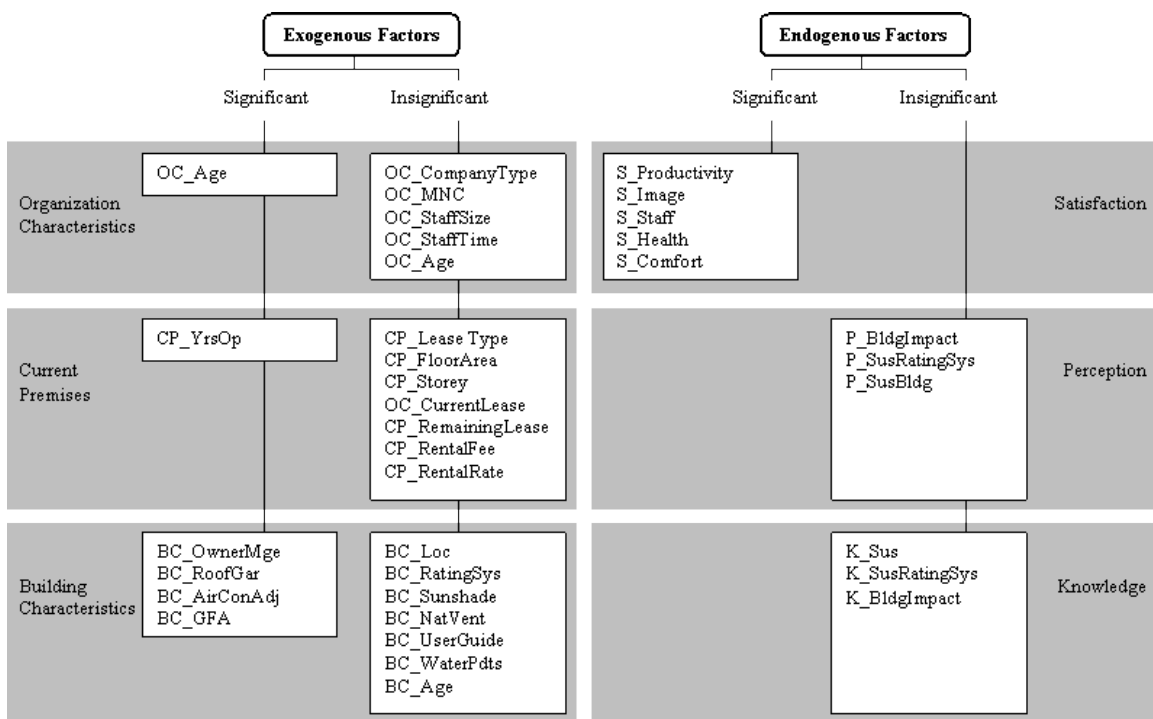 Exogenous Factors
Significant
Insignificant
Organization
Characteristics
OC_Age
OC_CompanyType
OC_MNC
OC_StaffSize
OC_StaffTime
OC_Age
Current
Premises
CP_YrsOp
CP_Lease Type
CP_FloorArea
CP_Storey
OC_CurrentLease
CP_RemainingLease
CP_RentalFee
CP_RentalRate
Building
Characteristics
BC_OwnerMge
BC_RoofGar
BC_AirConAdj
BC_GFA
BC_Loc
BC_RatingSys
BC_Sunshade
BC_NatVent
BC_UserGuide
BC_WaterPdts
BC_Age
Endogenous Factors
Significant
Insignificant
S_Productivity
S_Image
S_Staff
S_Health
S_Comfort
Satisfaction
P_BldgImpact
P_SusRatingSys
P_SusBldg
Perception
K_Sus
K_SusRatingSys
K_BldgImpact
Knowledge